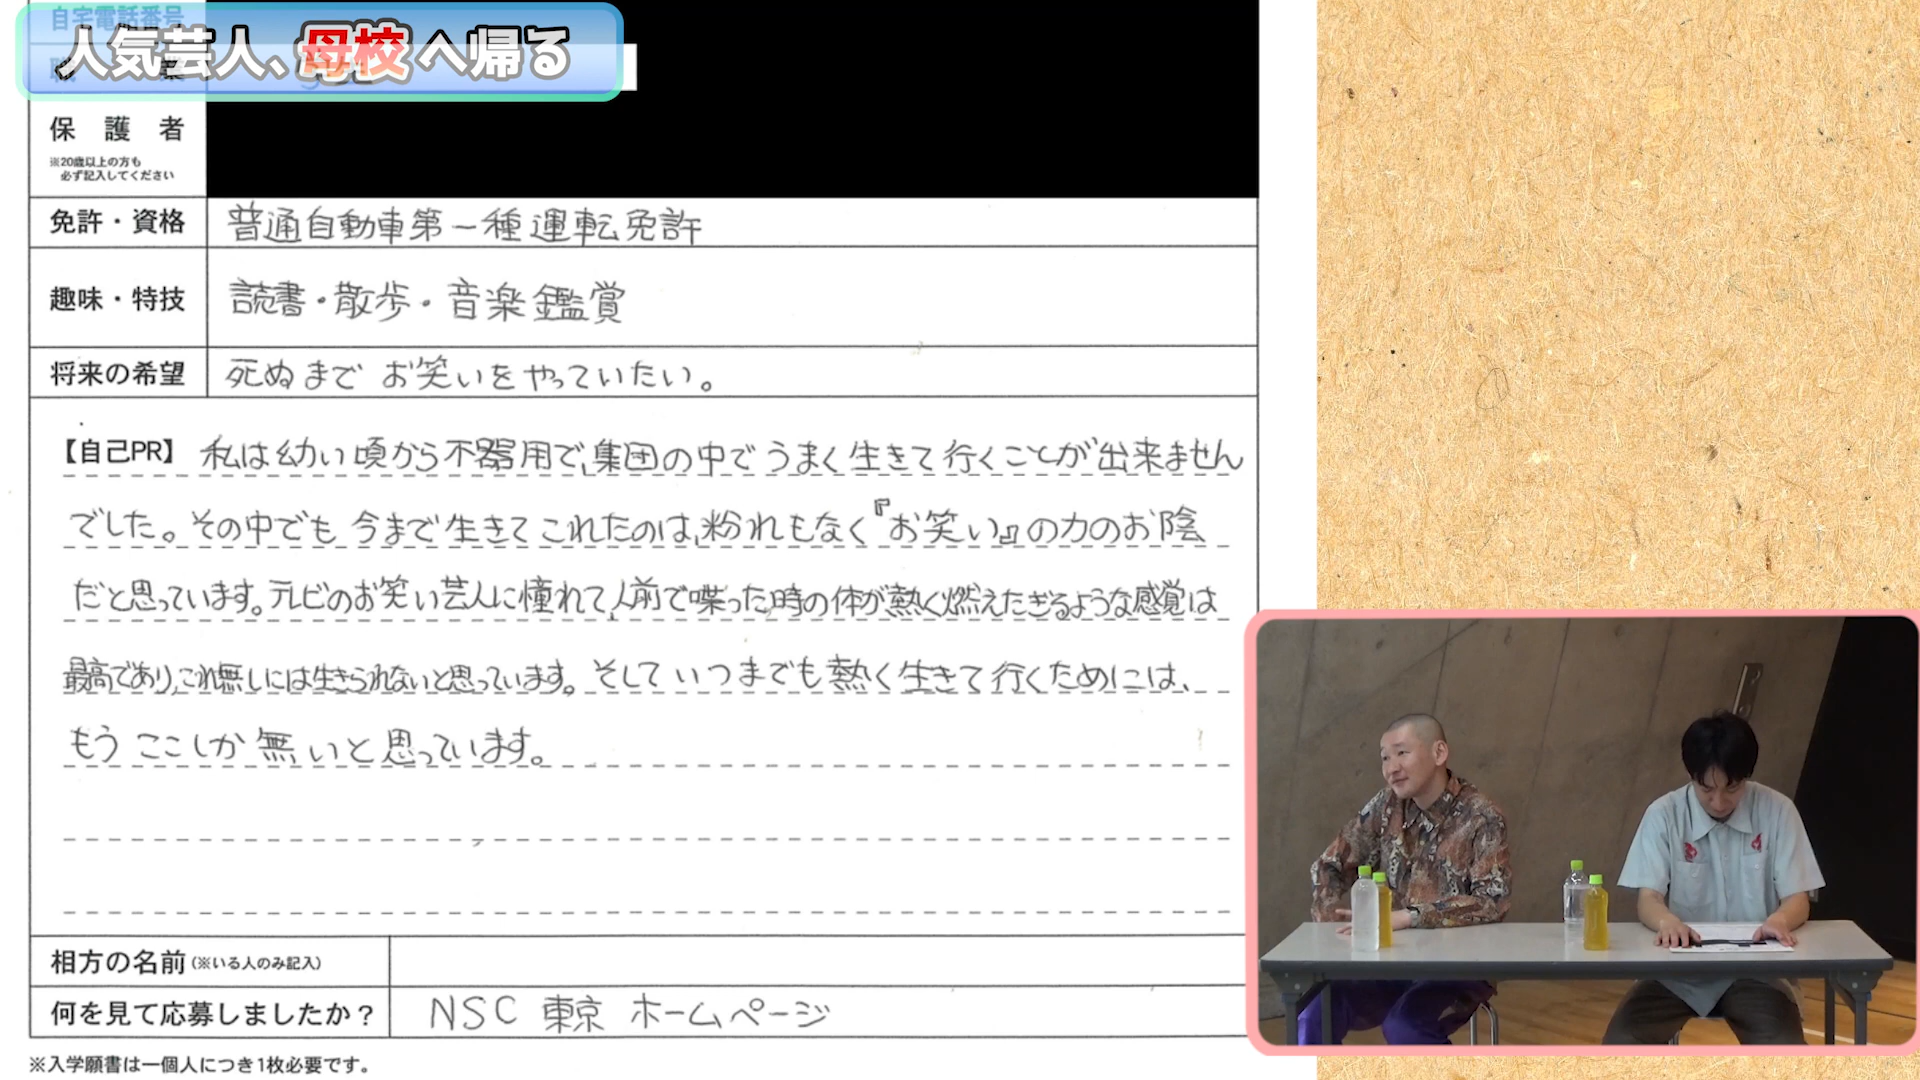 自宅電話番号
人気芸人、母校へ帰る
保護者
※20歳以上の方も
必ず記入してください
免許・資格 普通自動車第一種運転免許
趣味・特技 読書・散歩・音楽鑑賞
将来の希望 死ぬまでお笑いをやっていたい。
【自己PR】 私は幼い頃から不器用で、集団の中でうまく生きて行くことが出来ません
でした。その中でも今まで生きてこれたのは、紛れもなく『お笑い』の力のお陰
だと思っています。テレビのお笑い芸人に憧れて、人前で喋った時の体が熱く燃えたぎるような感覚は
最高であり、これ無しには生きられないと思っています。そしていつまでも熱く生きて行くためには、
もうここしか無いと思っています。
相方の名前(※いる人のみ記入)
何を見て応募しましたか? NSC 東京 ホームページ
※入学願書は一個人につき1枚必要です。